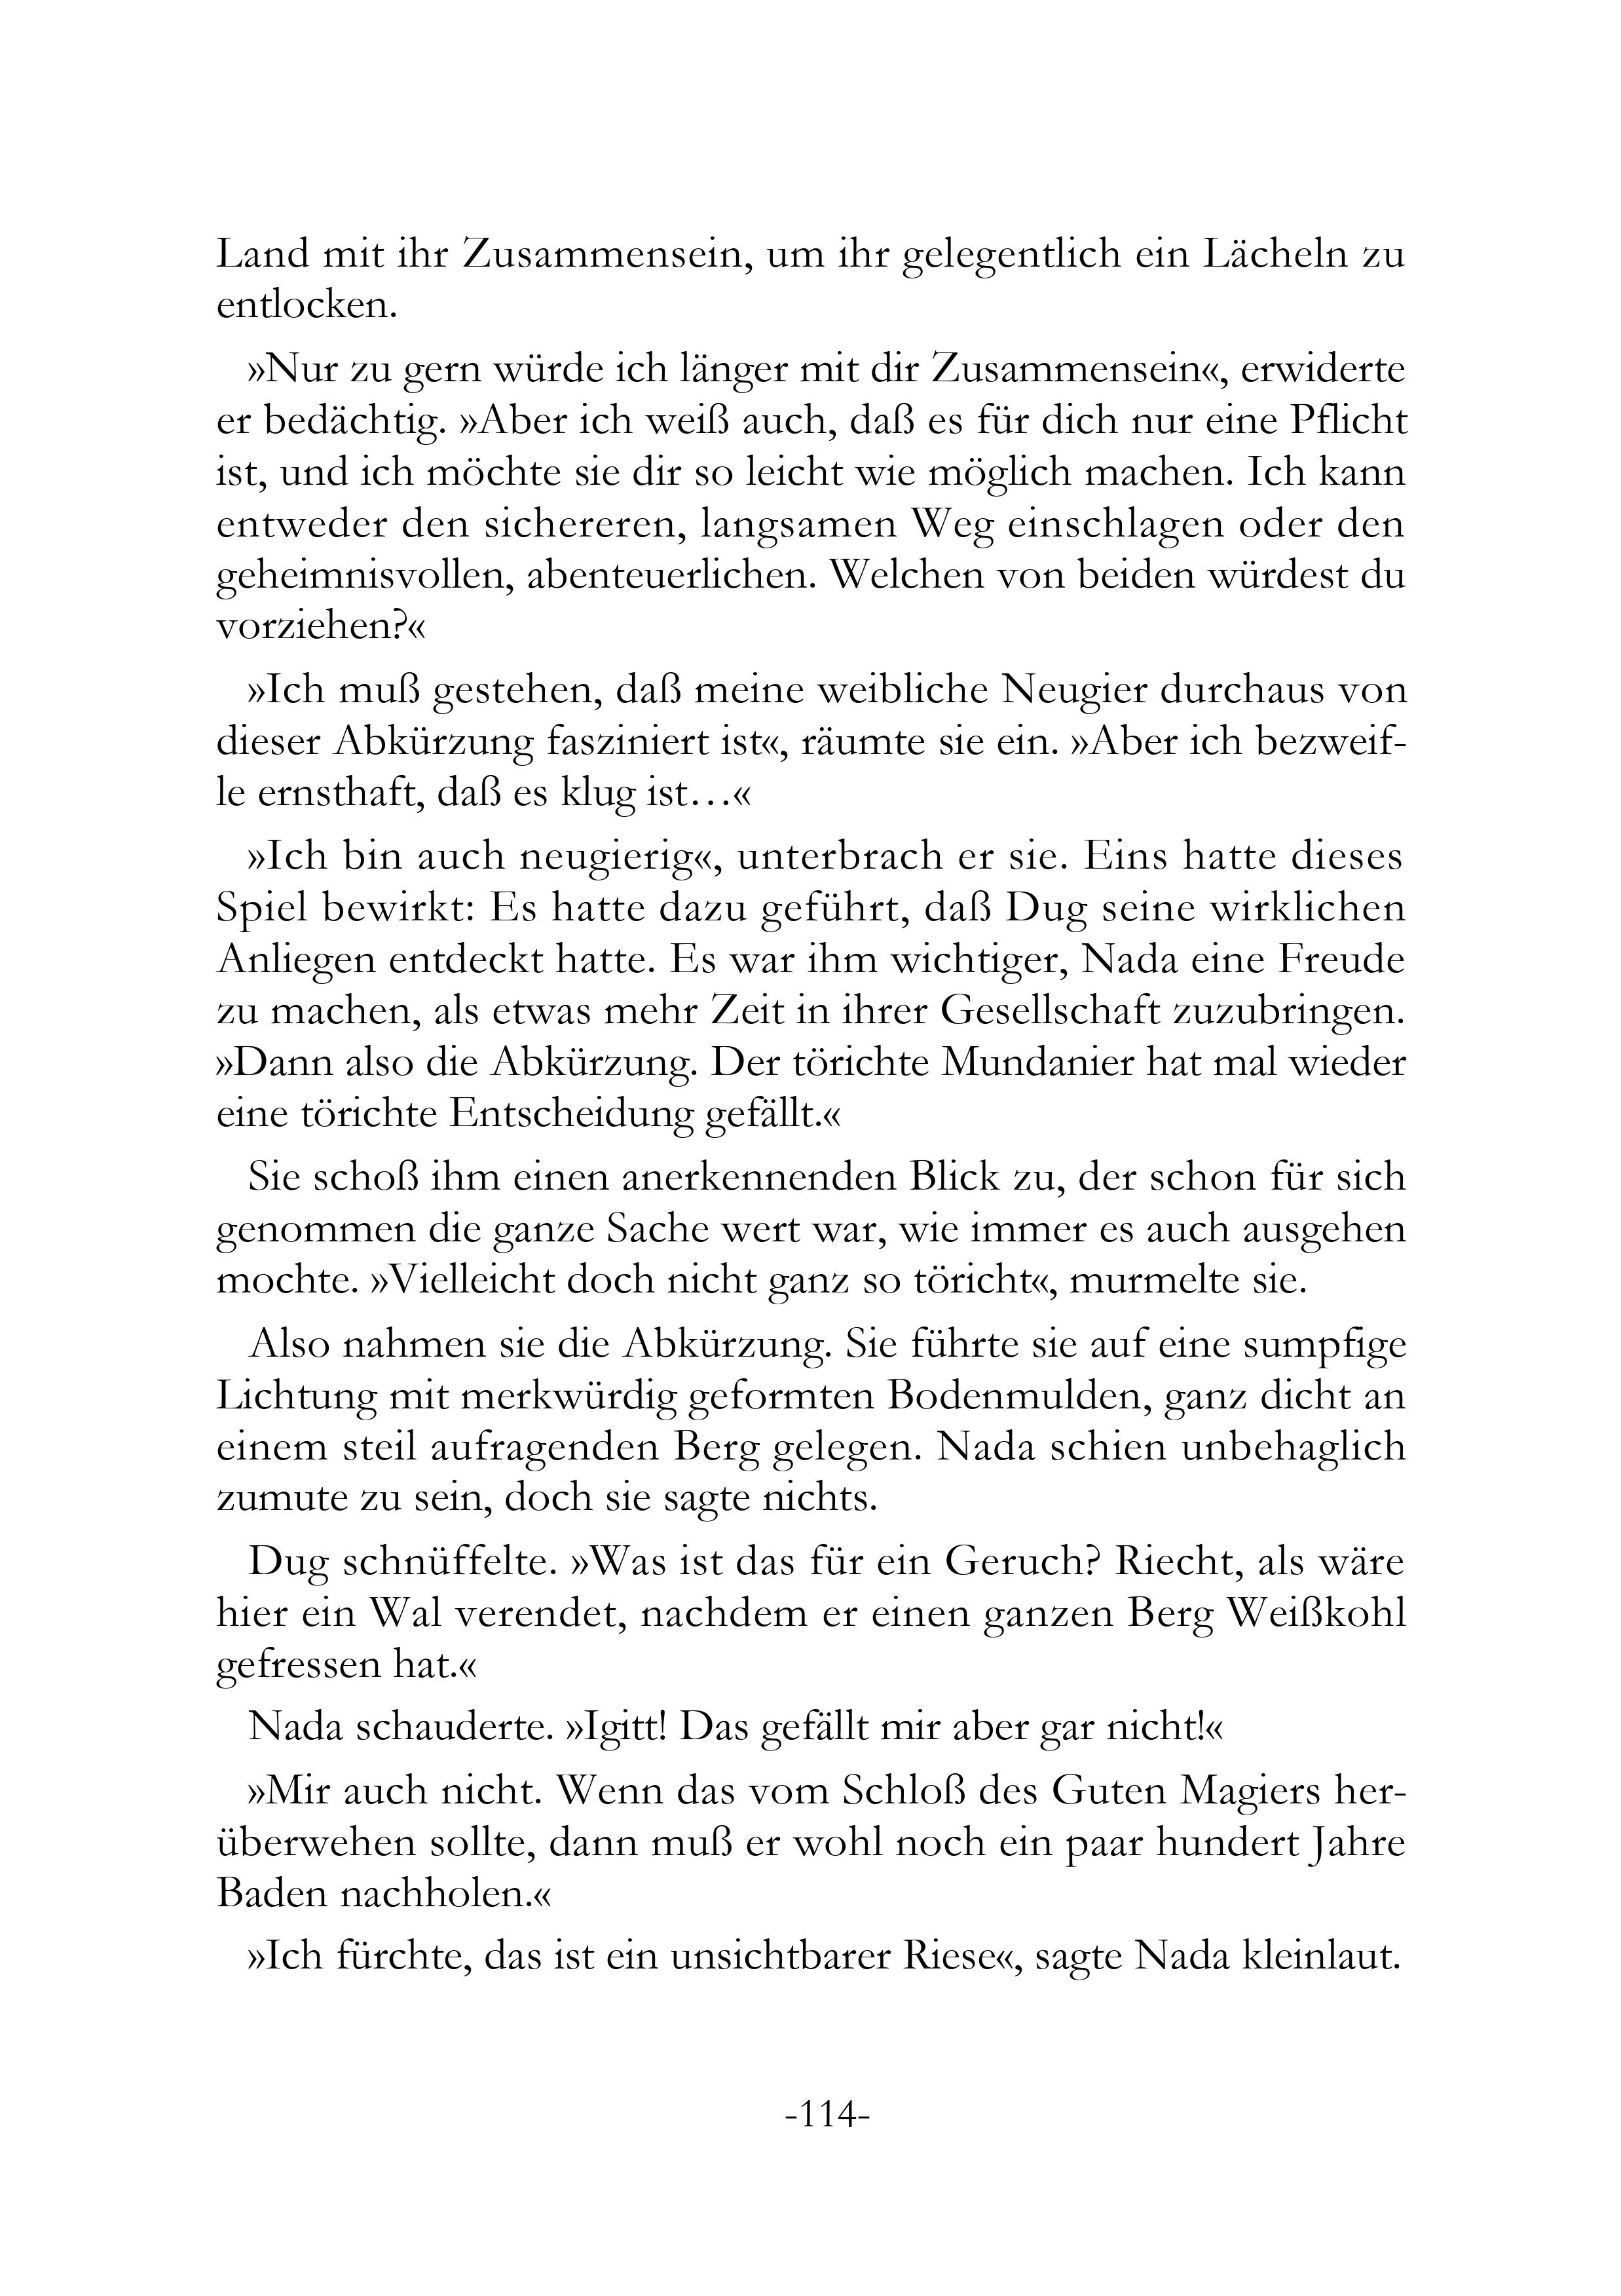 Land mit ihr Zusammensein, um ihr gelegentlich ein Lächeln zu
entlocken.
»Nur zu gern würde ich länger mit dir Zusammensein«, erwiderte
er bedächtig. »Aber ich weiß auch, daß es für dich nur eine Pflicht
ist, und ich möchte sie dir so leicht wie möglich machen. Ich kann
entweder den sichereren, langsamen Weg einschlagen oder den
geheimnisvollen, abenteuerlichen. Welchen von beiden würdest du
vorziehen?«
»Ich muß gestehen, daß meine weibliche Neugier durchaus von
dieser Abkürzung fasziniert ist«, räumte sie ein. »Aber ich bezweif-
le ernsthaft, daß es klug ist…«
»Ich bin auch neugierig«, unterbrach er sie. Eins hatte dieses
Spiel bewirkt: Es hatte dazu geführt, daß Dug seine wirklichen
Anliegen entdeckt hatte. Es war ihm wichtiger, Nada eine Freude
zu machen, als etwas mehr Zeit in ihrer Gesellschaft zuzubringen.
»Dann also die Abkürzung. Der törichte Mundanier hat mal wieder
eine törichte Entscheidung gefällt.«
Sie schoß ihm einen anerkennenden Blick zu, der schon für sich
genommen die ganze Sache wert war, wie immer es auch ausgehen
mochte. »Vielleicht doch nicht ganz so töricht«, murmelte sie.
Also nahmen sie die Abkürzung. Sie führte sie auf eine sumpfige
Lichtung mit merkwürdig geformten Bodenmulden, ganz dicht an
einem steil aufragenden Berg gelegen. Nada schien unbehaglich
zumute zu sein, doch sie sagte nichts.
Dug schnüffelte. »Was ist das für ein Geruch? Riecht, als wäre
hier ein Wal verendet, nachdem er einen ganzen Berg Weißkohl
gefressen hat.«
Nada schauderte. »Igitt! Das gefällt mir aber gar nicht!«
»Mir auch nicht. Wenn das vom Schloß des Guten Magiers her-
überwehen sollte, dann muß er wohl noch ein paar hundert Jahre
Baden nachholen.«
»Ich fürchte, das ist ein unsichtbarer Riese«, sagte Nada kleinlaut.
-114-